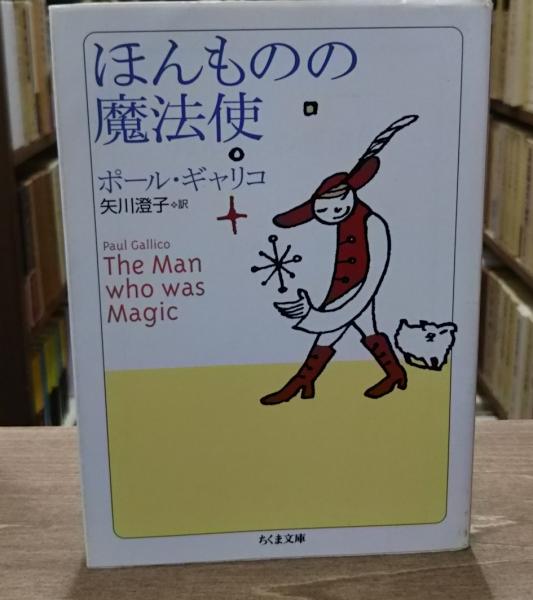 ほんものの
魔法使
ポール・ギャリコ
矢川澄子 訳
Paul Gallico
The Man
who was
Magic
ちくま文庫